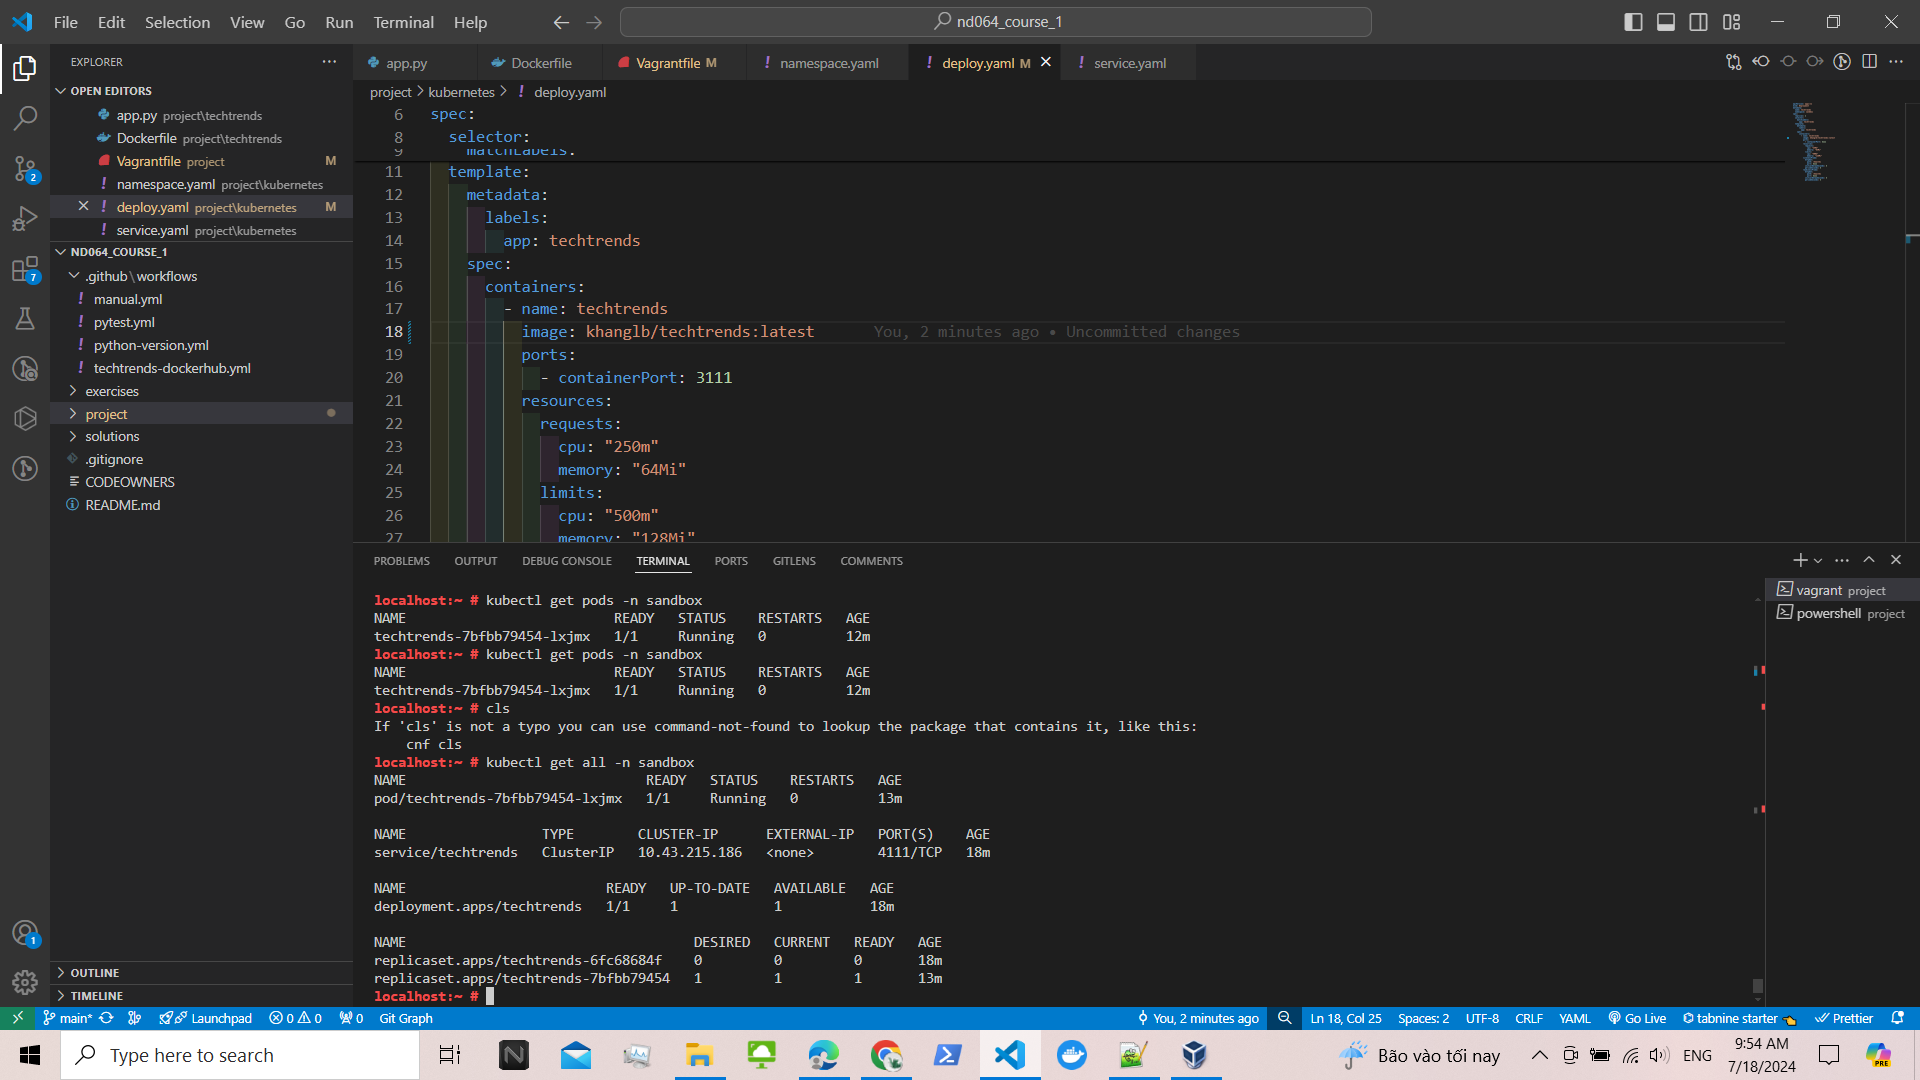 File Edit Selection View Go Run Terminal Help
nd064_course_1
EXPLORER
OPEN EDITORS
app.py project\techtrends
Dockerfile project\techtrends
Vagrantfile project M
namespace.yaml project\kubernetes
deploy.yaml project\kubernetes M
service.yaml project\kubernetes
ND064_COURSE_1
.github\workflows
manual.yml
pytest.yml
python-version.yml
techtrends-dockerhub.yml
exercises
project
solutions
.gitignore
CODEOWNERS
README.md
OUTLINE
TIMELINE
2
7
1
app.py
Dockerfile
Vagrantfile M
namespace.yaml
deploy.yaml M
service.yaml
project > kubernetes > ! deploy.yaml
6 spec:
8 selector:
9 matchLabels:
11 template:
12 metadata:
13 labels:
14 app: techtrends
15 spec:
16 containers:
17 - name: techtrends
18 image: khanglb/techtrends:latest You, 2 minutes ago • Uncommitted changes
19 ports:
20 - containerPort: 3111
21 resources:
22 requests:
23 cpu: "250m"
24 memory: "64Mi"
25 limits:
26 cpu: "500m"
27 memory: "128Mi"
PROBLEMS OUTPUT DEBUG CONSOLE TERMINAL PORTS GITLENS COMMENTS
vagrant project
powershell project
localhost:~ # kubectl get pods -n sandbox
NAME READY STATUS RESTARTS AGE
techtrends-7bfbb79454-lxjmx 1/1 Running 0 12m
localhost:~ # kubectl get pods -n sandbox
NAME READY STATUS RESTARTS AGE
techtrends-7bfbb79454-lxjmx 1/1 Running 0 12m
localhost:~ # cls
If 'cls' is not a typo you can use command-not-found to lookup the package that contains it, like this:
cnf cls
localhost:~ # kubectl get all -n sandbox
NAME READY STATUS RESTARTS AGE
pod/techtrends-7bfbb79454-lxjmx 1/1 Running 0 13m
NAME TYPE CLUSTER-IP EXTERNAL-IP PORT(S) AGE
service/techtrends ClusterIP 10.43.215.186 <none> 4111/TCP 18m
NAME READY UP-TO-DATE AVAILABLE AGE
deployment.apps/techtrends 1/1 1 1 18m
NAME DESIRED CURRENT READY AGE
replicaset.apps/techtrends-6fc68684f 0 0 0 18m
replicaset.apps/techtrends-7bfbb79454 1 1 1 13m
localhost:~ #
main* Launchpad 0 0 0 Git Graph You, 2 minutes ago Ln 18, Col 25 Spaces: 2 UTF-8 CRLF YAML Go Live tabnine starter Prettier
Type here to search
Bão vào tối nay
ENG
9:54 AM
7/18/2024
PRE